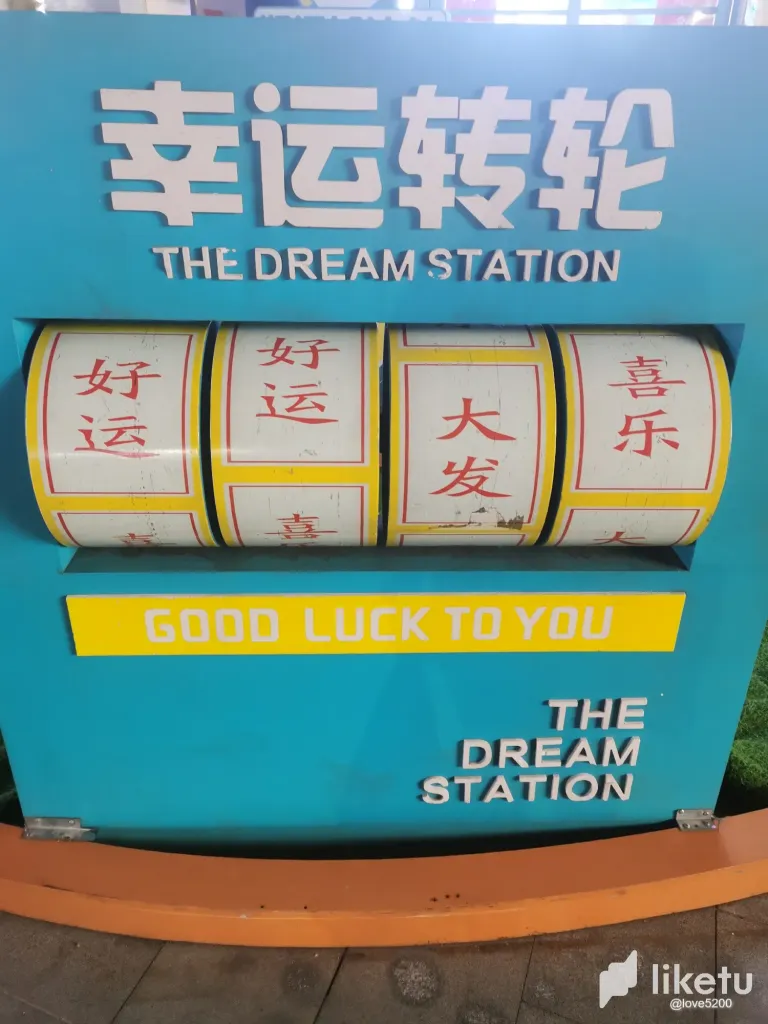 幸运转轮
THE DREAM STATION
好运
好运
大发
喜乐
喜
GOOD LUCK TO YOU
THE
DREAM
STATION
liketu
@love5200